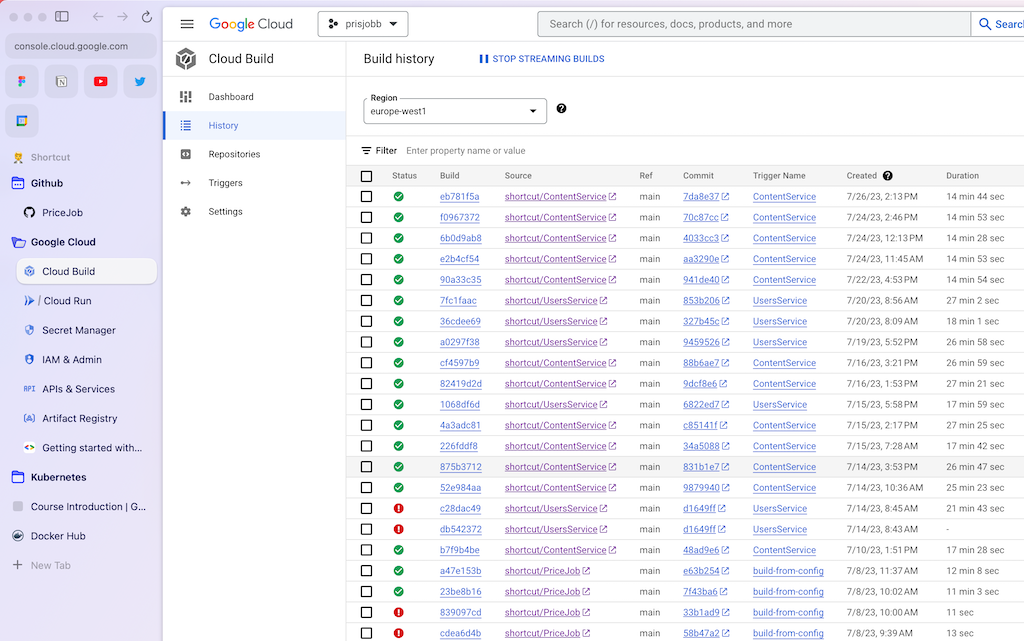 Google Cloud
prisjobb
Search (/) for resources, docs, products, and more
Search
console.cloud.google.com
Shortcut
Github
PriceJob
Google Cloud
Cloud Build
/ Cloud Run
Secret Manager
IAM & Admin
API APIs & Services
Artifact Registry
Getting started with...
Kubernetes
Course Introduction | G...
Docker Hub
New Tab
Cloud Build
Dashboard
History
Repositories
Triggers
Settings
Build history
STOP STREAMING BUILDS
Region
europe-west1
Filter Enter property name or value
Status Build Source Ref Commit Trigger Name Created Duration
eb781f5a shortcut/ContentService main 7da8e37 ContentService 7/26/23, 2:13 PM 14 min 44 sec
f0967372 shortcut/ContentService main 70c87cc ContentService 7/24/23, 2:46 PM 14 min 53 sec
6b0d9ab8 shortcut/ContentService main 4033cc3 ContentService 7/24/23, 12:13 PM 14 min 28 sec
e2b4cf54 shortcut/ContentService main aa3290e ContentService 7/24/23, 11:45 AM 14 min 53 sec
90a33c35 shortcut/ContentService main 941de40 ContentService 7/22/23, 4:53 PM 14 min 54 sec
7fc1faac shortcut/UsersService main 853b206 UsersService 7/20/23, 8:56 AM 27 min 2 sec
36cdee69 shortcut/UsersService main 327b45c UsersService 7/20/23, 8:09 AM 18 min 1 sec
a0297f38 shortcut/UsersService main 9459526 UsersService 7/19/23, 5:52 PM 26 min 58 sec
cf4597b9 shortcut/ContentService main 88b6ae7 ContentService 7/16/23, 3:21 PM 26 min 59 sec
82419d2d shortcut/ContentService main 9dcf8e6 ContentService 7/16/23, 1:53 PM 27 min 21 sec
1068df6d shortcut/UsersService main 6822ed7 UsersService 7/15/23, 5:58 PM 17 min 59 sec
4a3adc81 shortcut/ContentService main c85141f ContentService 7/15/23, 2:17 PM 27 min 25 sec
226fddf8 shortcut/ContentService main 34a5088 ContentService 7/15/23, 7:28 AM 17 min 42 sec
875b3712 shortcut/ContentService main 831b1e7 ContentService 7/14/23, 3:53 PM 26 min 47 sec
52e984aa shortcut/ContentService main 9879940 ContentService 7/14/23, 10:36 AM 25 min 23 sec
c28dac49 shortcut/UsersService main d1649ff UsersService 7/14/23, 8:45 AM 21 min 43 sec
db542372 shortcut/UsersService main d1649ff UsersService 7/14/23, 8:43 AM -
b7f9b4be shortcut/ContentService main 48ad9e6 ContentService 7/10/23, 1:51 PM 17 min 28 sec
a47e153b shortcut/PriceJob main e63b254 build-from-config 7/8/23, 11:37 AM 12 min 8 sec
23be8b16 shortcut/PriceJob main 7f43ba6 build-from-config 7/8/23, 10:02 AM 11 min 3 sec
839097cd shortcut/PriceJob main 33b1ad9 build-from-config 7/8/23, 10:00 AM 11 sec
cdea6d4b shortcut/PriceJob main 58b47a2 build-from-config 7/8/23, 9:39 AM 13 sec